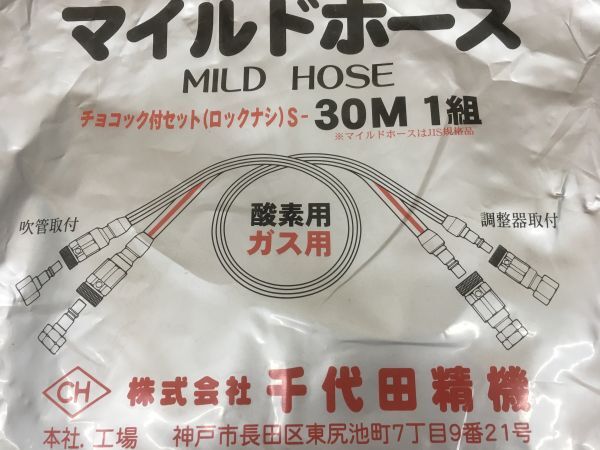 マイルドホース
MILD HOSE
チョコック付セット(ロックナシ)S-30M 1組
※マイルドホースはJIS規格品
吹管取付
酸素用
ガス用
調整器取付
CH 株式会社 千代田精機
本社.工場 神戸市長田区東尻池町7丁目9番21号